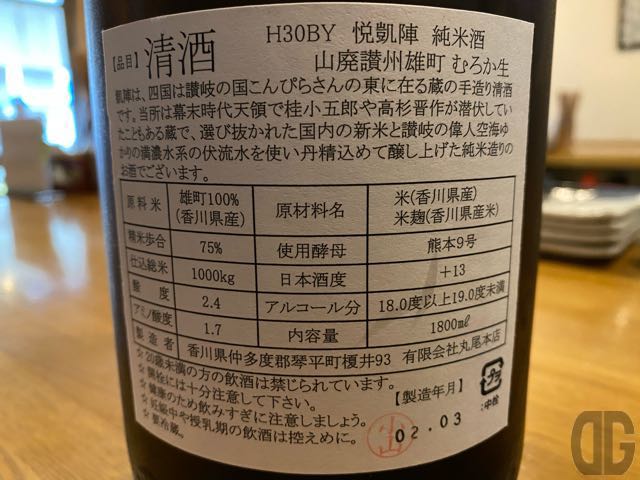 H30BY 悦凱陣 純米酒
【品目】清酒 山廃讃州雄町 むろか生
凱陣は、四国は讃岐の国こんぴらさんの東に在る蔵の手造り清酒
です。当所は幕末時代天領で桂小五郎や高杉晋作が潜伏してい
たこともある蔵で、選び抜かれた国内の新米と讃岐の偉人空海ゆ
かりの満濃水系の伏流水を使い丹精込めて醸し上げた純米造りの
お酒でございます。
原料米 雄町100%(香川県産) 原材料名 米(香川県産)
米麹(香川県産米)
精米歩合 75% 使用酵母 熊本9号
仕込総米 1000kg 日本酒度 +13
酸度 2.4 アルコール分 18.0度以上19.0度未満
アミノ酸度 1.7 内容量 1800㎖
製造者 香川県仲多度郡琴平町榎井93 有限会社丸尾本店
☆20歳未満の方の飲酒は禁じられています。
☆開栓には十分注意して下さい。
☆健康のため飲みすぎに注意しましょう。
☆妊娠中や授乳期の飲酒は控えめに。
☆要冷蔵。
【製造年月】
出 02.03
紙
:中栓
DG